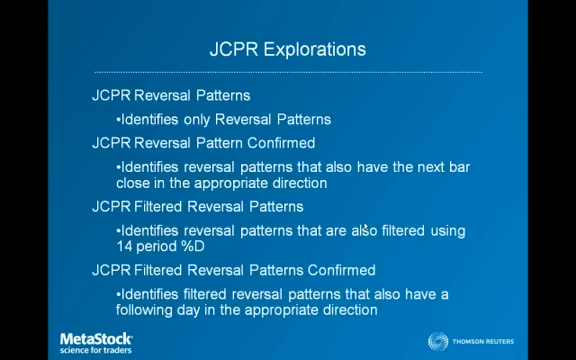 JCPR Explorations
JCPR Reversal Patterns
•Identifies only Reversal Patterns
JCPR Reversal Pattern Confirmed
•Identifies reversal patterns that also have the next bar
close in the appropriate direction
JCPR Filtered Reversal Patterns
•Identifies reversal patterns that are also filtered using
14 period %D
JCPR Filtered Reversal Patterns Confirmed
•Identifies filtered reversal patterns that also have a
following day in the appropriate direction
MetaStock
science for traders
THOMSON REUTERS